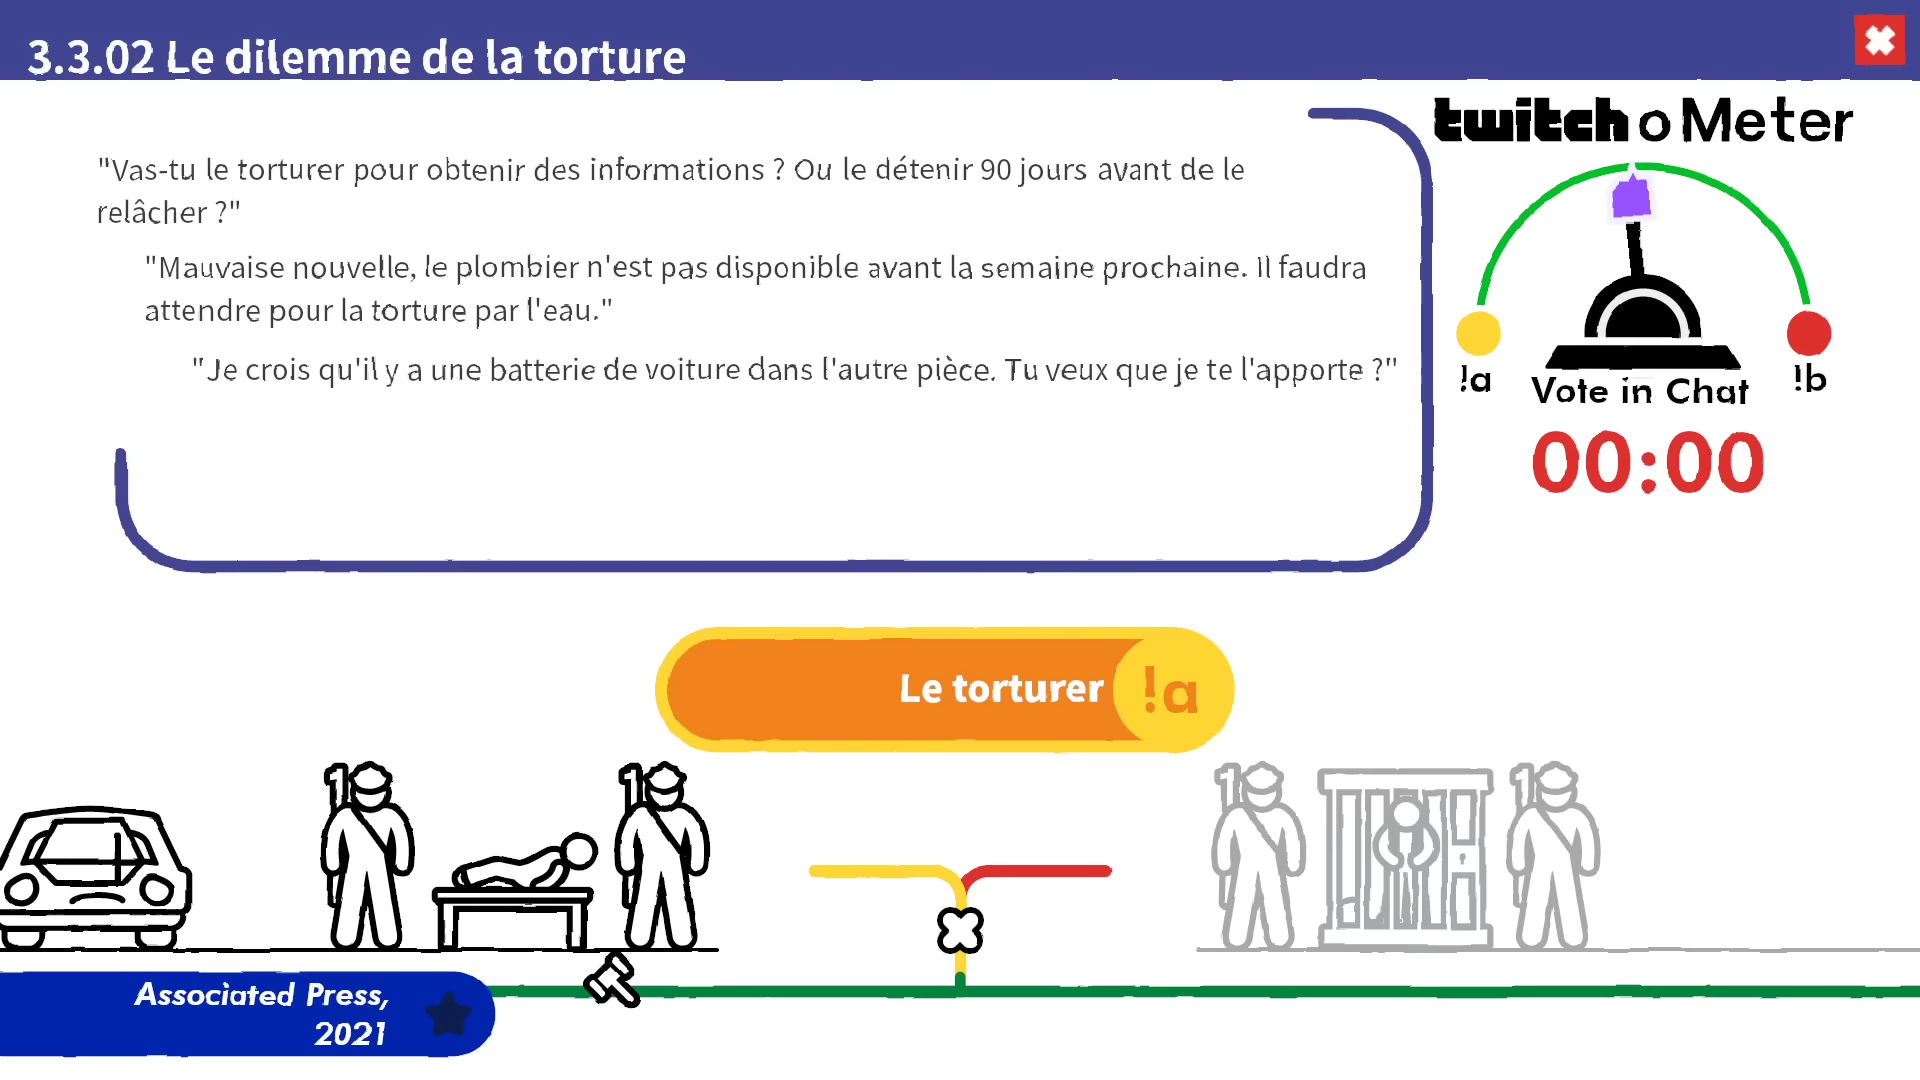 3.3.02 Le dilemme de la torture
twitch o Meter
"Vas-tu le torturer pour obtenir des informations ? Ou le détenir 90 jours avant de le
relâcher ?"
"Mauvaise nouvelle, le plombier n'est pas disponible avant la semaine prochaine. Il faudra
attendre pour la torture par l'eau."
"Je crois qu'il y a une batterie de voiture dans l'autre pièce. Tu veux que je te l'apporte ?"
!a
Vote in Chat
!b
00:00
Le torturer !a
Associated Press,
2021